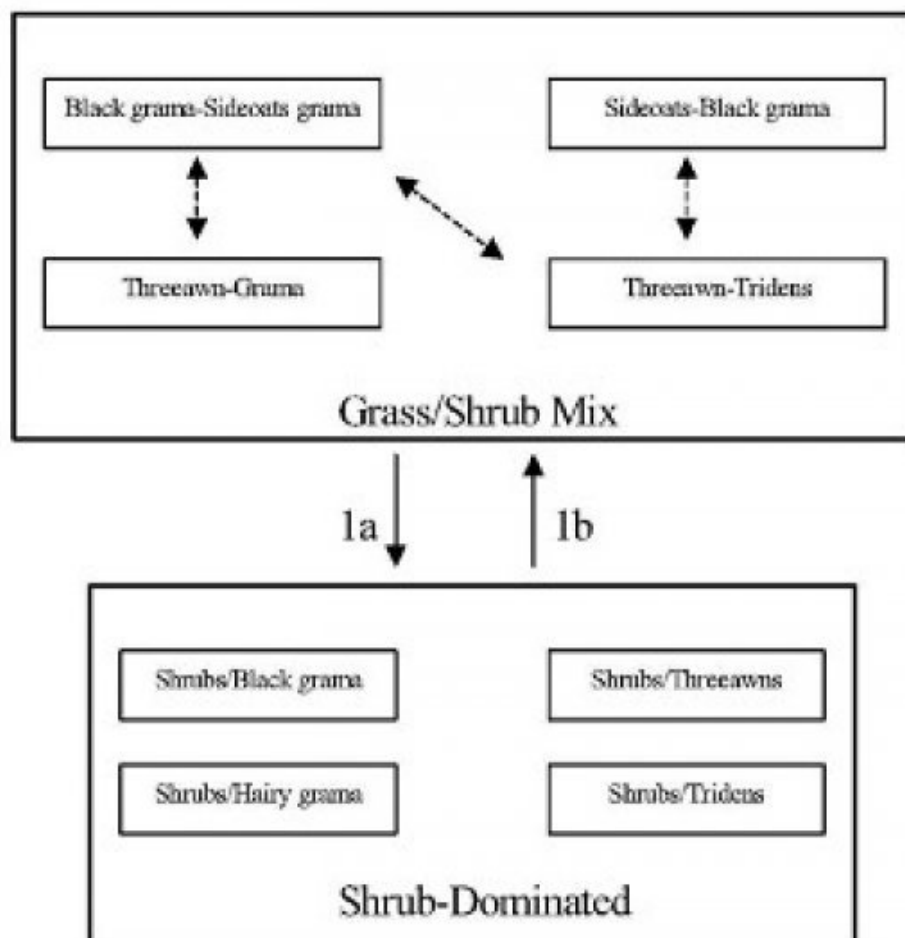 Black grama-Sideoats grama
Sideoats-Black grama
Threeawn-Grama
Threeawn-Tridens
Grass/Shrub Mix
1a
1b
Shrubs/Black grama
Shrubs/Threeawns
Shrubs/Hairy grama
Shrubs/Tridens
Shrub-Dominated